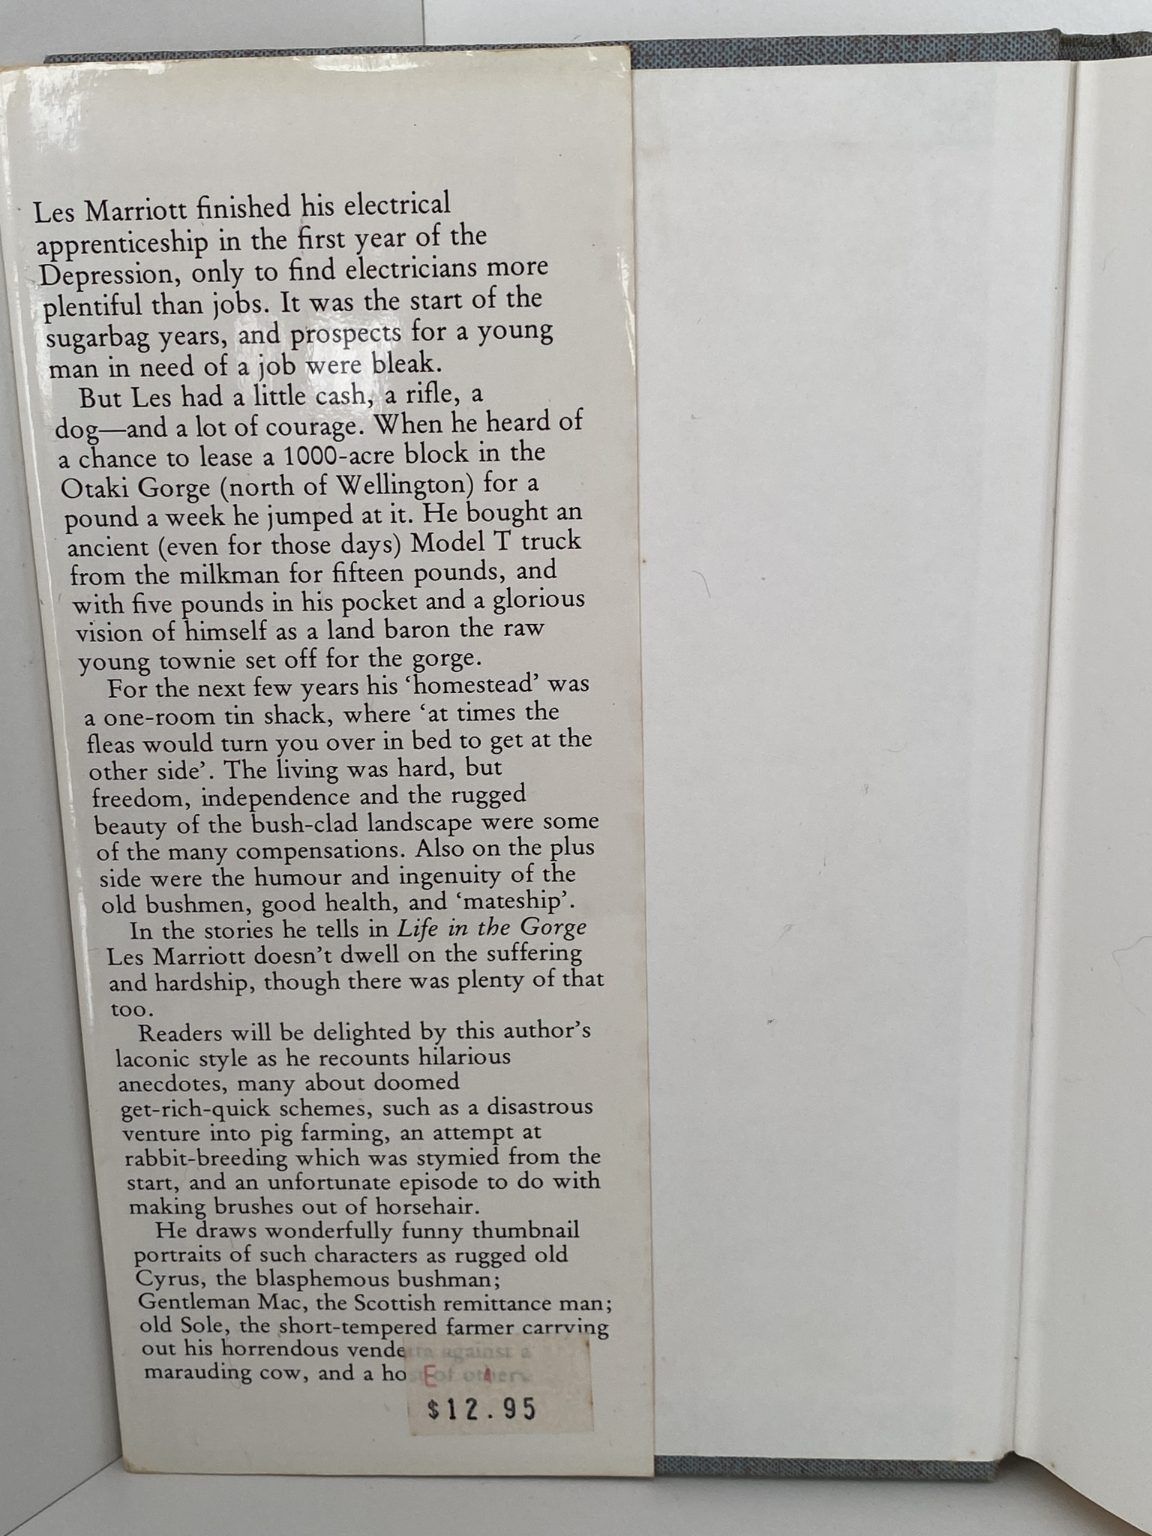 Les Marriott finished his electrical
apprenticeship in the first year of the
Depression, only to find electricians more
plentiful than jobs. It was the start of the
sugarbag years, and prospects for a young
man in need of a job were bleak.
But Les had a little cash, a rifle, a
dog—and a lot of courage. When he heard of
a chance to lease a 1000-acre block in the
Otaki Gorge (north of Wellington) for a
pound a week he jumped at it. He bought an
ancient (even for those days) Model T truck
from the milkman for fifteen pounds, and
with five pounds in his pocket and a glorious
vision of himself as a land baron the raw
young townie set off for the gorge.
For the next few years his ‘homestead’ was
a one-room tin shack, where ‘at times the
fleas would turn you over in bed to get at the
other side’. The living was hard, but
freedom, independence and the rugged
beauty of the bush-clad landscape were some
of the many compensations. Also on the plus
side were the humour and ingenuity of the
old bushmen, good health, and ‘mateship’.
In the stories he tells in Life in the Gorge
Les Marriott doesn’t dwell on the suffering
and hardship, though there was plenty of that
too.
Readers will be delighted by this author’s
laconic style as he recounts hilarious
anecdotes, many about doomed
get-rich-quick schemes, such as a disastrous
venture into pig farming, an attempt at
rabbit-breeding which was stymied from the
start, and an unfortunate episode to do with
making brushes out of horsehair.
He draws wonderfully funny thumbnail
portraits of such characters as rugged old
Cyrus, the blasphemous bushman;
Gentleman Mac, the Scottish remittance man;
old Sole, the short-tempered farmer carrying
out his horrendous vendetta against a
marauding cow, and a host of others.
$12.95